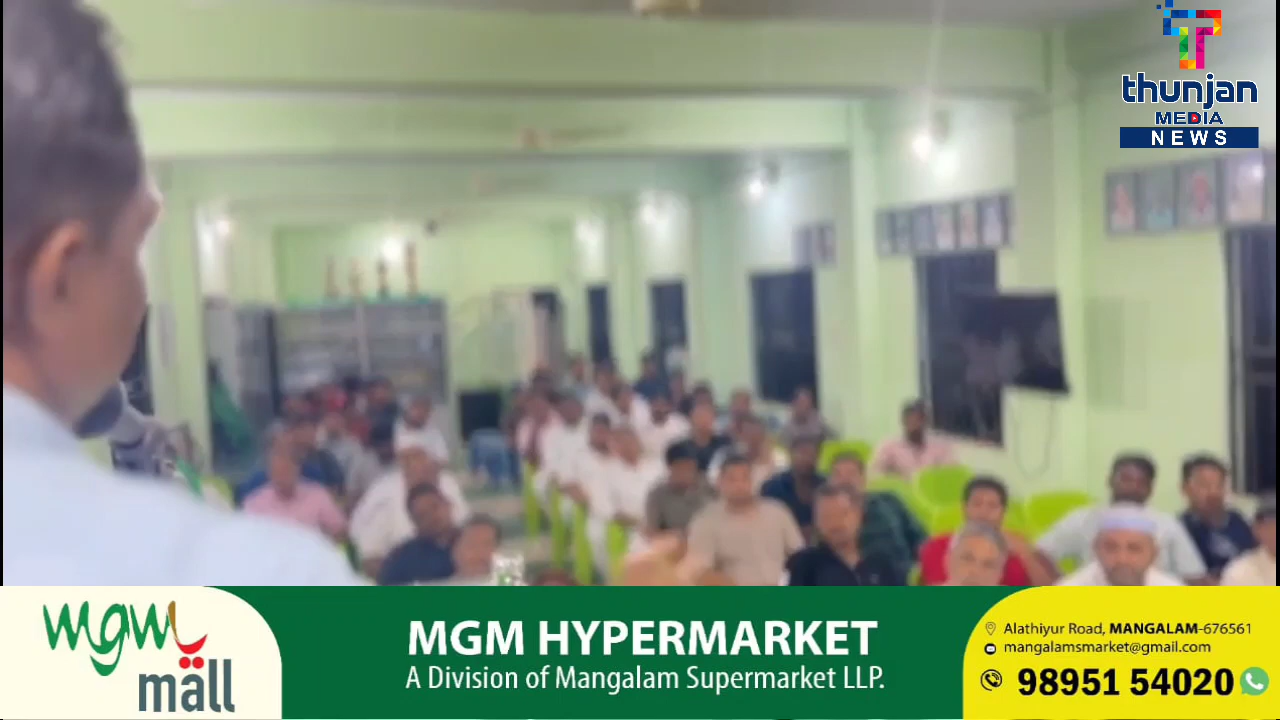 thunjan
MEDIA
NEWS
mgm
mall
MGM HYPERMARKET
A Division of Mangalam Supermarket LLP.
Alathiyur Road, MANGALAM-676561
mangalamsmarket@gmail.com
98951 54020